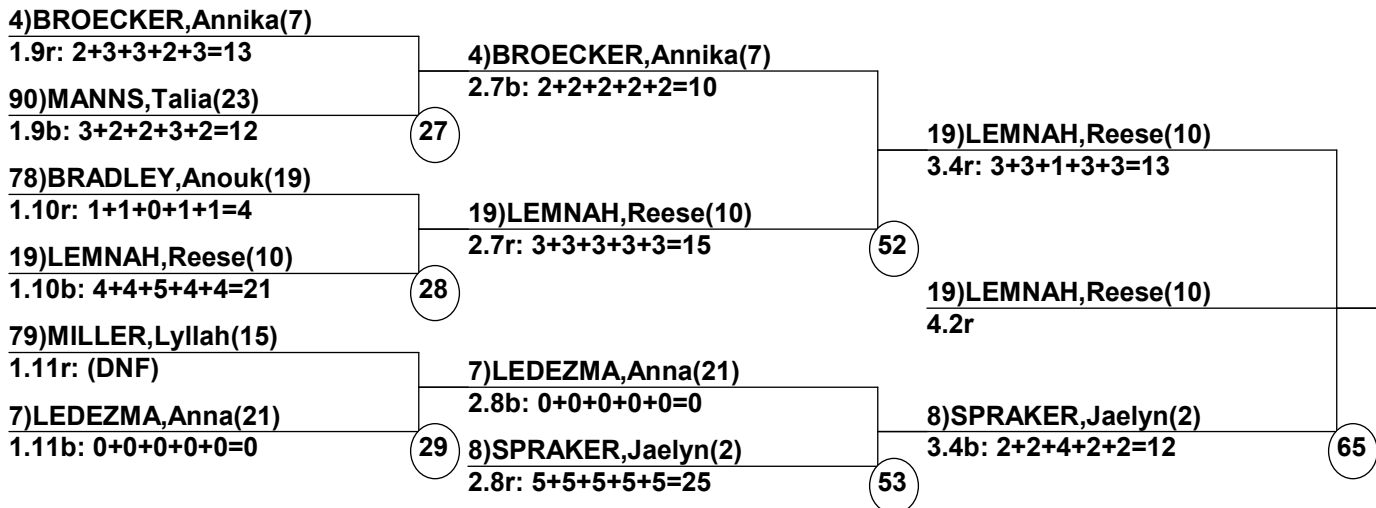 4)BROECKER,Annika(7)
1.9r: 2+3+3+2+3=13
90)MANNS,Talia(23)
1.9b: 3+2+2+3+2=12
27
78)BRADLEY,Anouk(19)
1.10r: 1+1+0+1+1=4
19)LEMNAH,Reese(10)
1.10b: 4+4+5+4+4=21
28
79)MILLER,Lyllah(15)
1.11r: (DNF)
7)LEDEZMA,Anna(21)
1.11b: 0+0+0+0+0=0
29
4)BROECKER,Annika(7)
2.7b: 2+2+2+2+2=10
19)LEMNAH,Reese(10)
2.7r: 3+3+3+3+3=15
52
7)LEDEZMA,Anna(21)
2.8b: 0+0+0+0+0=0
8)SPRAKER,Jaelyn(2)
2.8r: 5+5+5+5+5=25
53
19)LEMNAH,Reese(10)
3.4r: 3+3+1+3+3=13
19)LEMNAH,Reese(10)
4.2r
8)SPRAKER,Jaelyn(2)
3.4b: 2+2+4+2+2=12
65